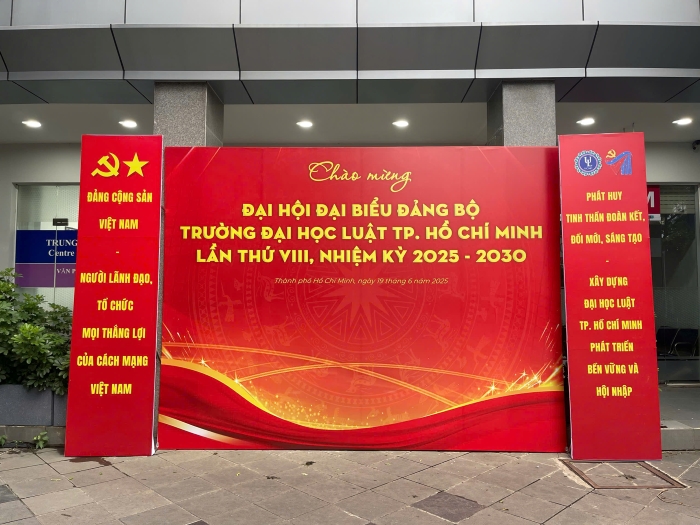 ĐẢNG CỘNG SẢN
VIỆT NAM
-
NGƯỜI LÃNH ĐẠO,
TỔ CHỨC
MỌI THẮNG LỢI
CỦA CÁCH MẠNG
VIỆT NAM
Chào mừng
ĐẠI HỘI ĐẠI BIỂU ĐẢNG BỘ
TRƯỜNG ĐẠI HỌC LUẬT TP. HỒ CHÍ MINH
LẦN THỨ VIII, NHIỆM KỲ 2025 - 2030
Thành phố Hồ Chí Minh, ngày 19 tháng 6 năm 2025
PHÁT HUY
TINH THẦN ĐOÀN KẾT,
ĐỔI MỚI, SÁNG TẠO
-
XÂY DỰNG
ĐẠI HỌC LUẬT
TP. HỒ CHÍ MINH
PHÁT TRIỂN
BỀN VỮNG VÀ
HỘI NHẬP
TRUNG
Centre
VĂN P